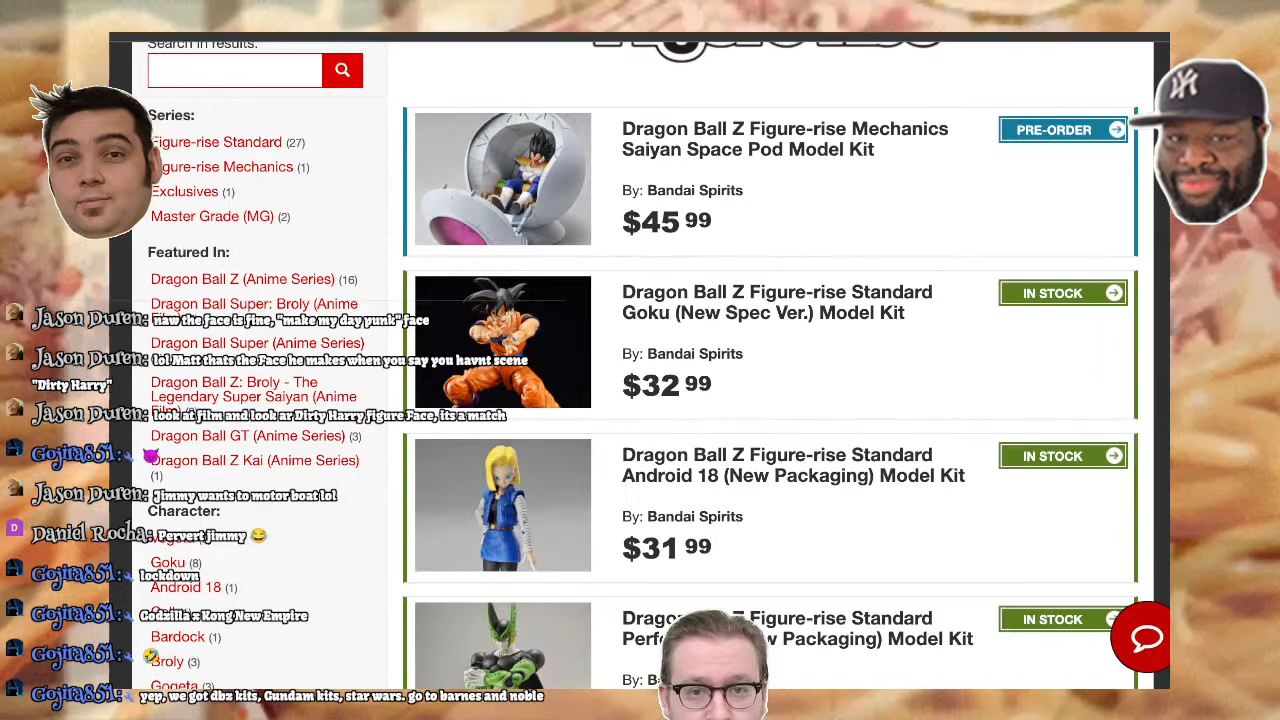 Search in results:
Series:
Figure-rise Standard (27)
Figure-rise Mechanics (1)
Exclusives (1)
Master Grade (MG) (2)
Featured In:
Dragon Ball Z (Anime Series) (16)
Dragon Ball Super: Broly (Anime
Dragon Ball Super (Anime Series)
Dragon Ball Z: Broly - The
Legendary Super Saiyan (Anime
Dragon Ball GT (Anime Series) (3)
Dragon Ball Z Kai (Anime Series)
(1)
Character:
Goku (8)
Android 18 (1)
Bardock (1)
Broly (3)
Gogeta (3)
Dragon Ball Z Figure-rise Mechanics
Saiyan Space Pod Model Kit
By: Bandai Spirits
$45 99
PRE-ORDER
Dragon Ball Z Figure-rise Standard
Goku (New Spec Ver.) Model Kit
By: Bandai Spirits
$32 99
IN STOCK
Dragon Ball Z Figure-rise Standard
Android 18 (New Packaging) Model Kit
By: Bandai Spirits
$31 99
IN STOCK
Z Figure-rise Standard
Packaging) Model Kit
By:
IN STOCK
Jason Duren: naw the face is fine, "make my day punk" face
Jason Duren: lol Matt thats the Face he makes when you say you havnt scene
"Dirty Harry"
Jason Duren: look at film and look ar Dirty Harry figure Face, its a match
Gojira851: 😈
Jason Duren: Jimmy wants to motor boat lol
D Daniel Rocha: Pervert jimmy 😂
Gojira851: lockdown
Gojira851: Godzilla x Kong New Empire
Gojira851: 🤣
Gojira851: yep, we got dbz kits, Gundam kits, star wars. go to barnes and noble